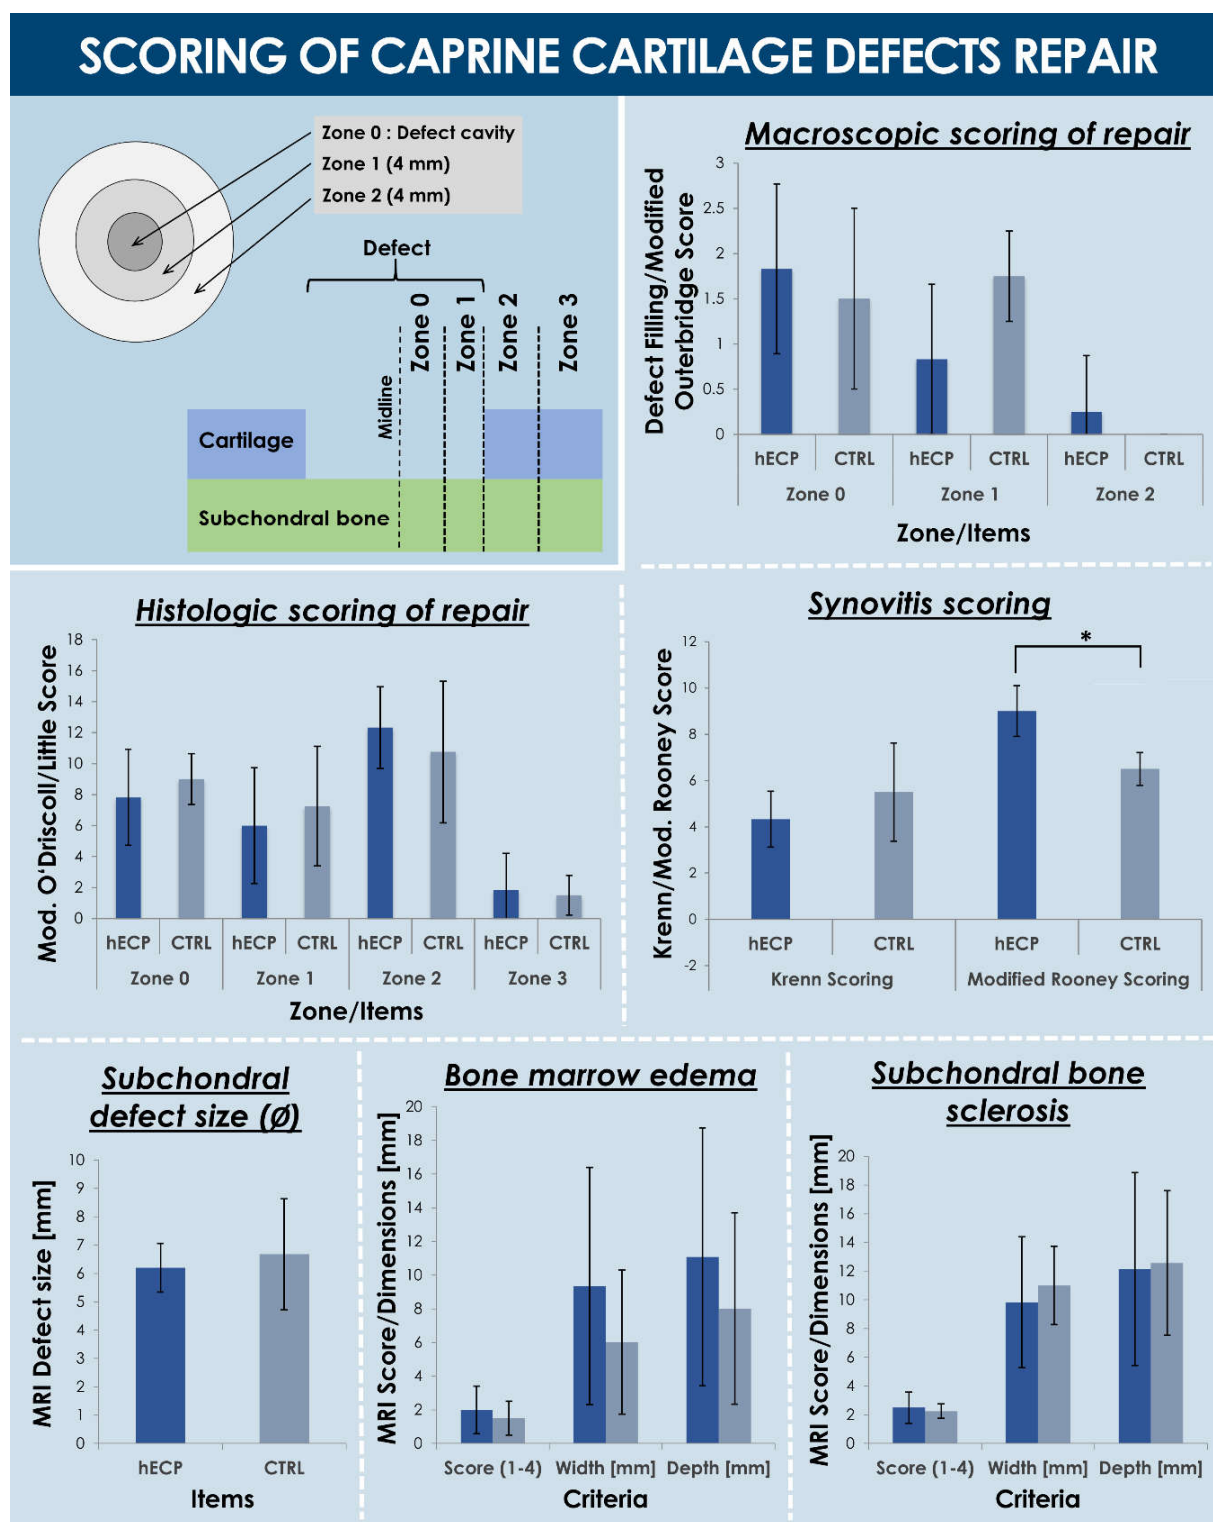 SCORING OF CAPRINE CARTILAGE DEFECTS REPAIR
Zone 0 : Defect cavity
Zone 1 (4 mm)
Zone 2 (4 mm)
Defect
Midline
Zone 0
Zone 1
Zone 2
Zone 3
Cartilage
Subchondral bone
Macroscopic scoring of repair
Defect Filling/Modified
Outerbridge Score
3
2.5
2
1.5
1
0.5
0
hECP CTRL hECP CTRL hECP CTRL
Zone 0 Zone 1 Zone 2
Zone/Items
Histologic scoring of repair
Mod. O'Driscoll/Little Score
18
16
14
12
10
8
6
4
2
0
hECP CTRL hECP CTRL hECP CTRL hECP CTRL
Zone 0 Zone 1 Zone 2 Zone 3
Zone/Items
Synovitis scoring
Krenn/Mod. Rooney Score
12
10
8
6
4
2
0
-2
*
hECP CTRL hECP CTRL
Krenn Scoring Modified Rooney Scoring
Subchondral
defect size (Ø)
MRI Defect size [mm]
10
9
8
7
6
5
4
3
2
1
0
hECP CTRL
Items
Bone marrow edema
MRI Score/Dimensions [mm]
20
18
16
14
12
10
8
6
4
2
0
Score (1-4) Width [mm] Depth [mm]
Criteria
Subchondral bone
sclerosis
MRI Score/Dimensions [mm]
20
18
16
14
12
10
8
6
4
2
0
Score (1-4) Width [mm] Depth [mm]
Criteria